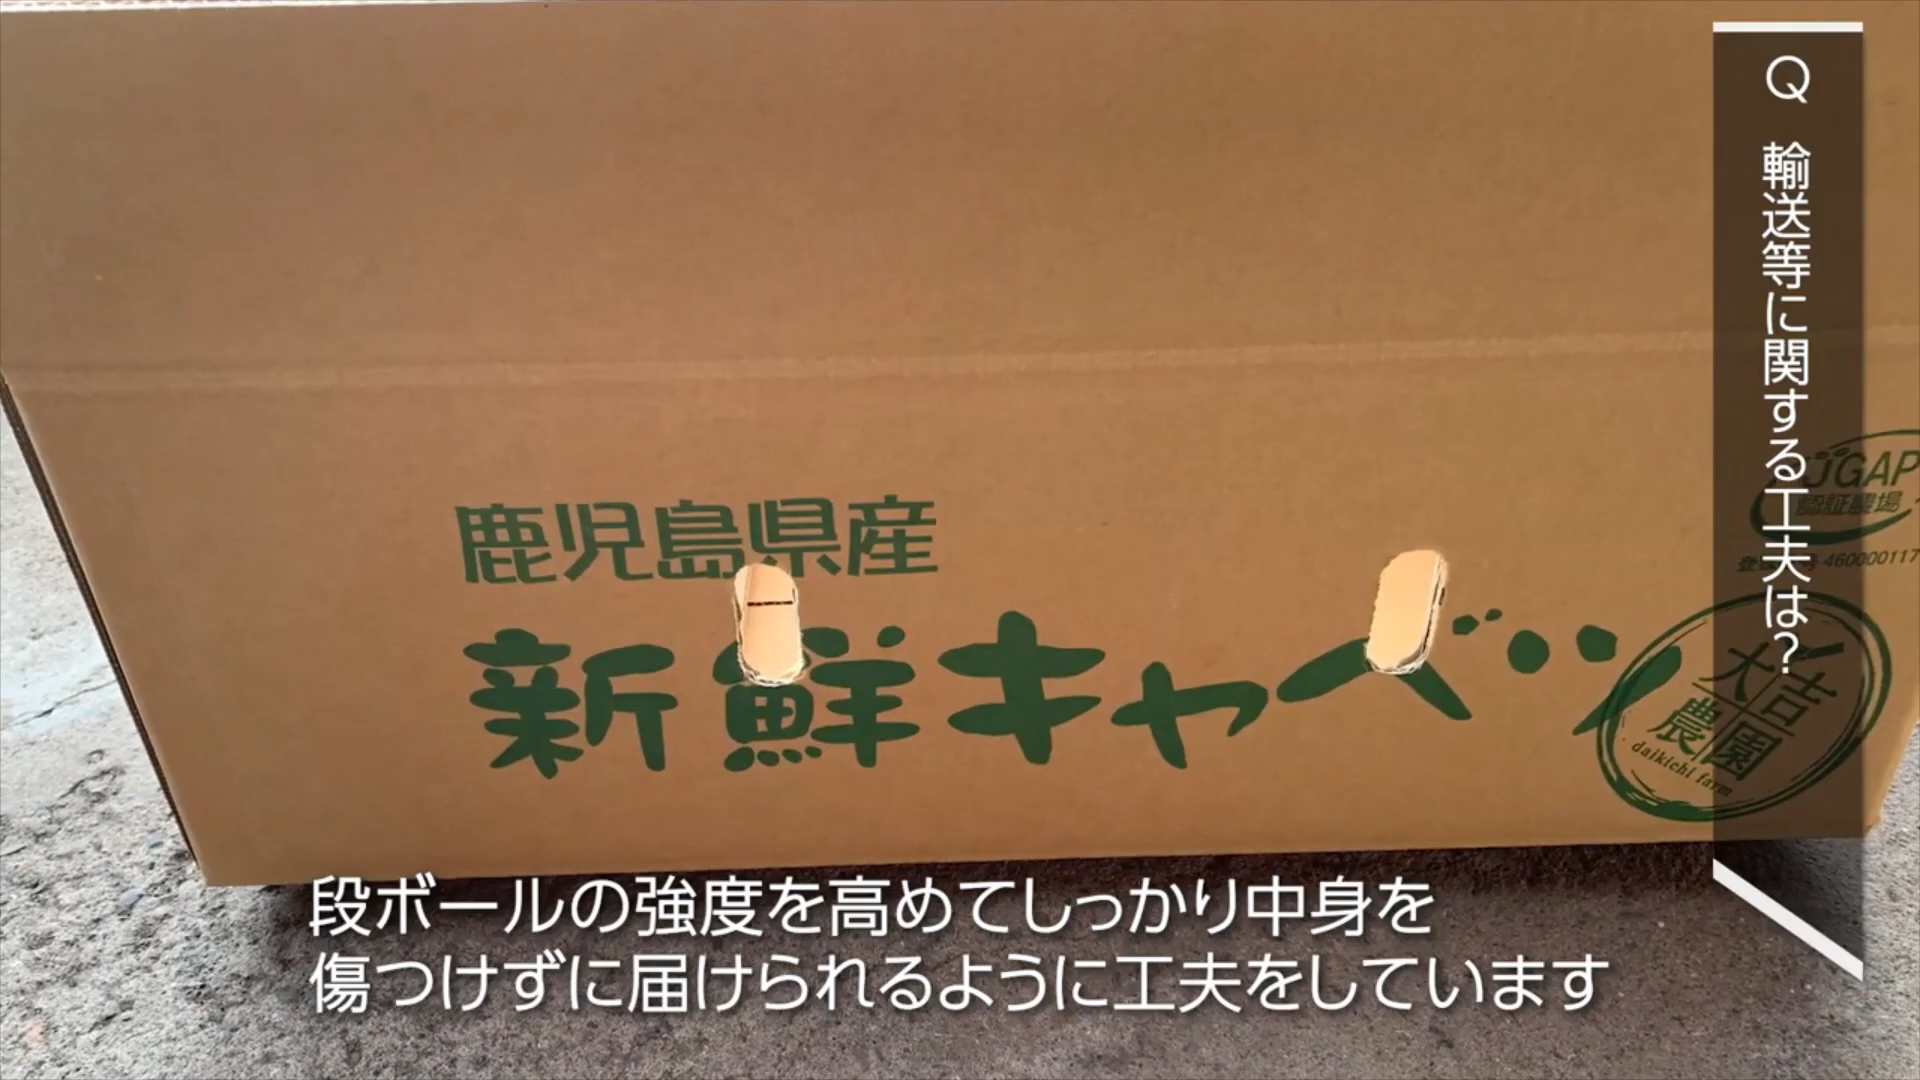 Q 輸送等に関する工夫は?
鹿児島県産
新鮮キャベツ
JGAP
認証農場
460000117
大吉
農園
daikichi farm
段ボールの強度を高めてしっかり中身を
傷つけずに届けられるように工夫をしています